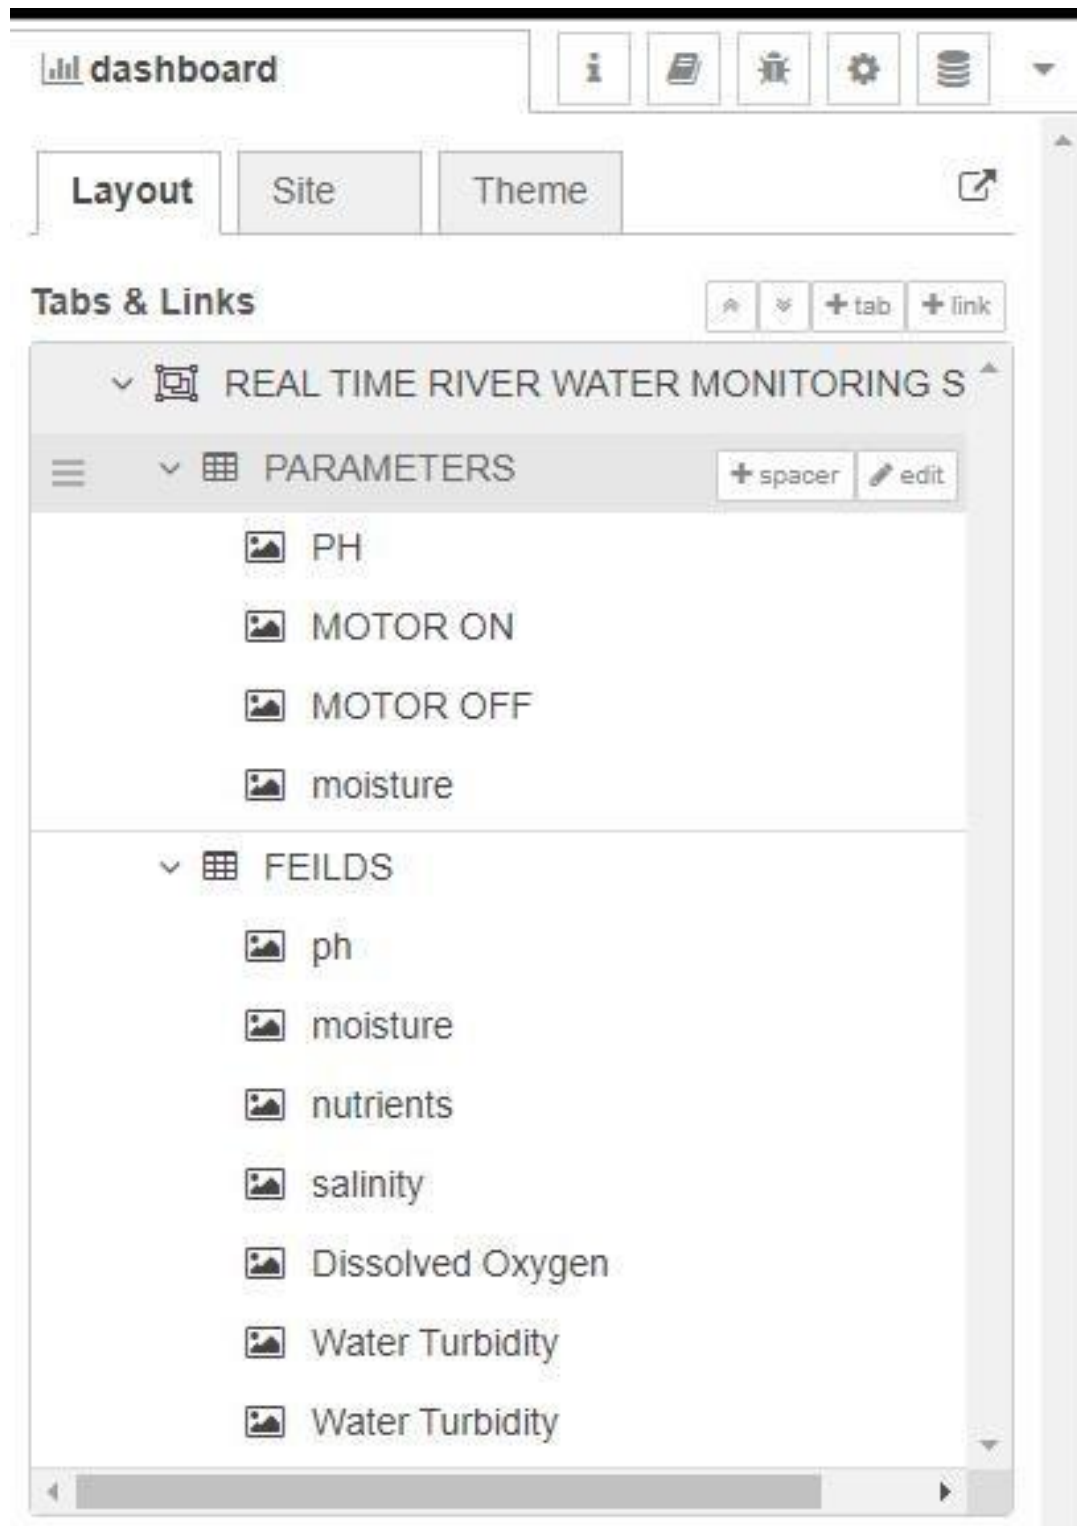 dashboard
Layout Site Theme
Tabs & Links + tab + link
REAL TIME RIVER WATER MONITORING S
PARAMETERS + spacer edit
PH
MOTOR ON
MOTOR OFF
moisture
FEILDS
ph
moisture
nutrients
salinity
Dissolved Oxygen
Water Turbidity
Water Turbidity